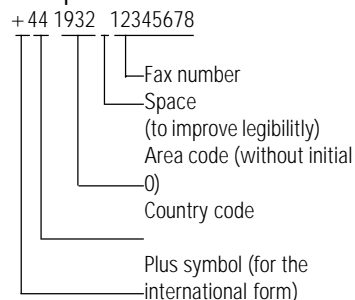 +44 1932 12345678
Fax number
Space
(to improve legibilitly)
Area code (without initial
0)
Country code
Plus symbol (for the
international form)